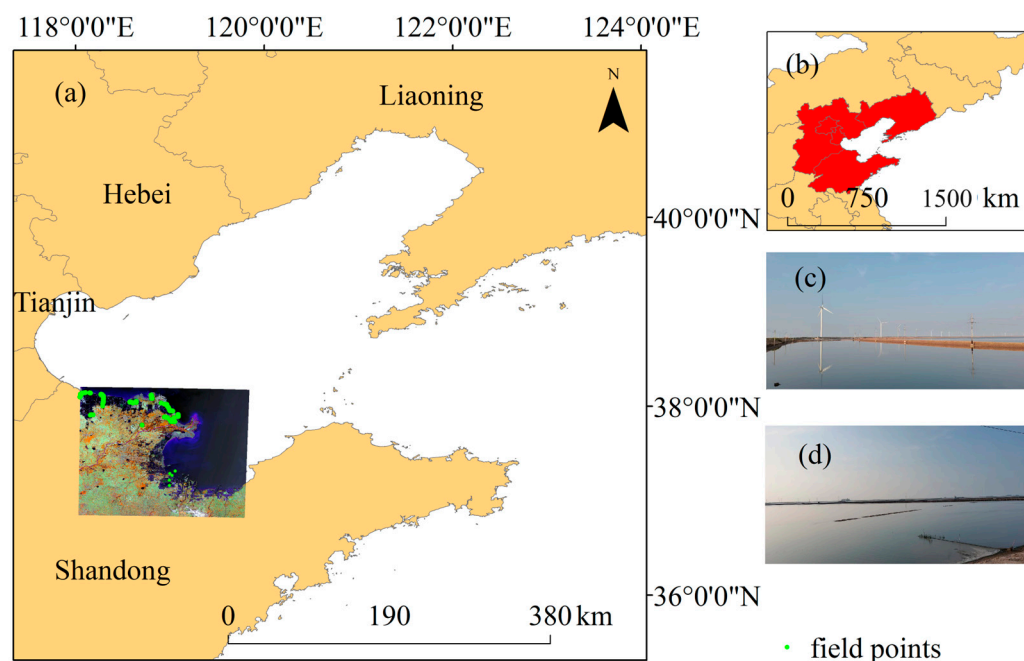 118°0'0"E 120°0'0"E 122°0'0"E 124°0'0"E
(a)
N
Liaoning
Hebei
Tianjin
Shandong
0 190 380 km
40°0'0"N
38°0'0"N
36°0'0"N
(b)
0 750 1500 km
(c)
(d)
field points